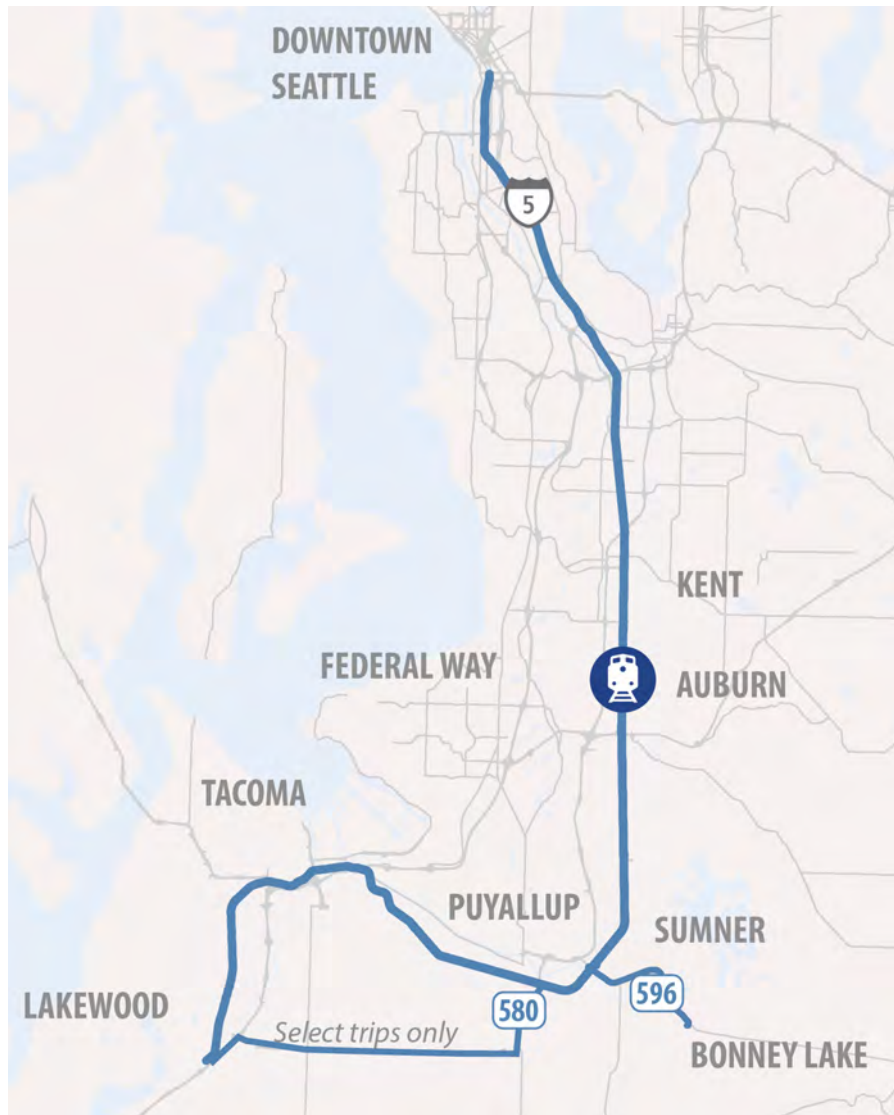 DOWNTOWN
SEATTLE
5
KENT
FEDERAL WAY
AUBURN
TACOMA
PUYALLUP
SUMNER
LAKEWOOD
580
596
Select trips only
BONNEY LAKE